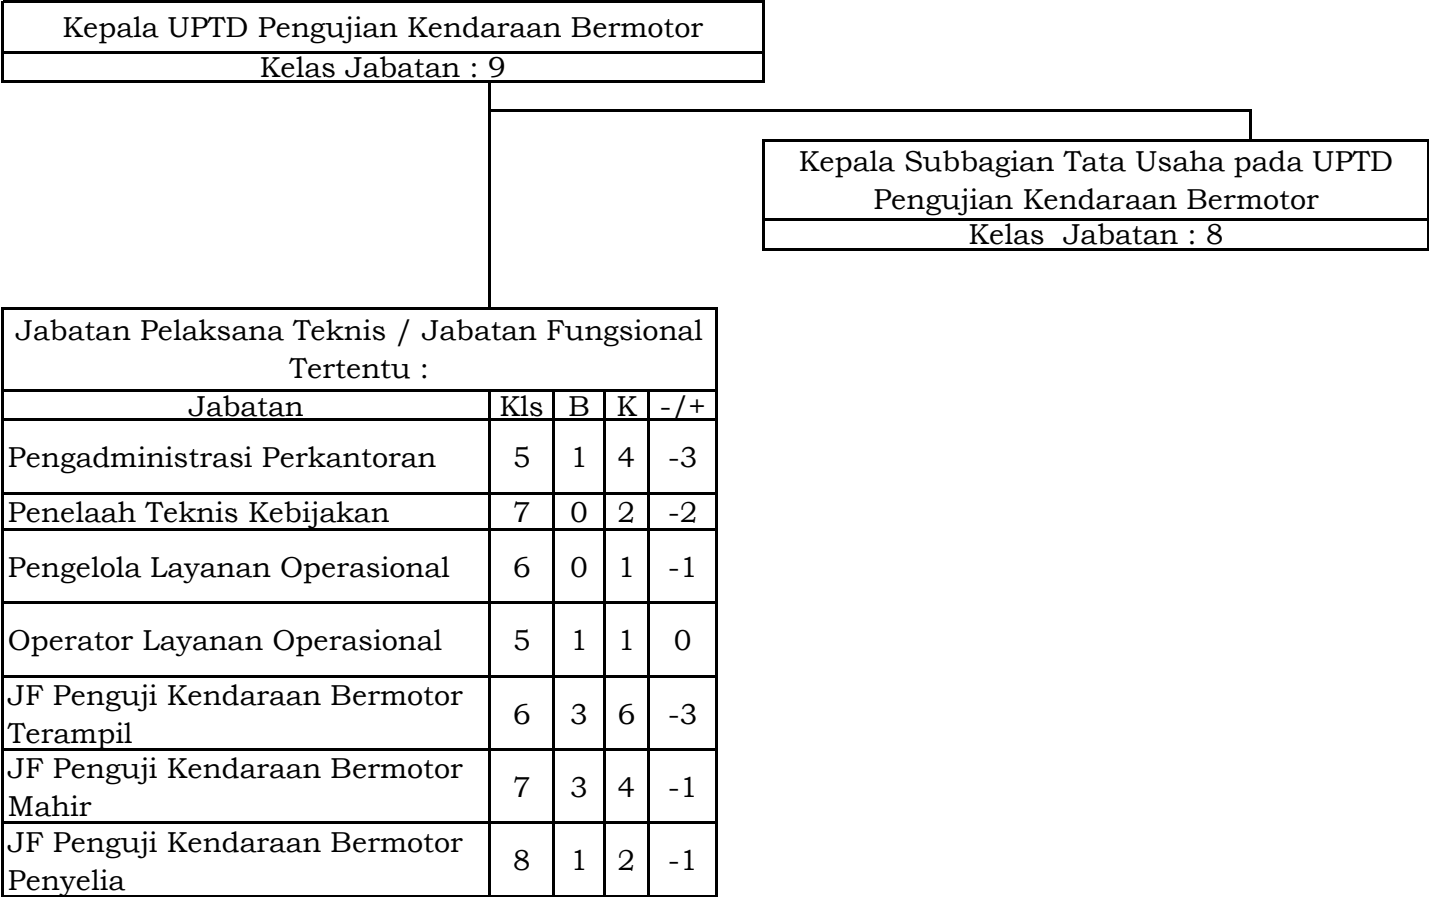 Kepala UPTD Pengujian Kendaraan Bermotor
Kelas Jabatan : 9
Kepala Subbagian Tata Usaha pada UPTD
Pengujian Kendaraan Bermotor
Kelas  Jabatan : 8
Jabatan Pelaksana Teknis / Jabatan Fungsional
Tertentu :
Jabatan Kls B K -/+
Pengadministrasi Perkantoran 5 1 4 -3
Penelaah Teknis Kebijakan 7 0 2 -2
Pengelola Layanan Operasional 6 0 1 -1
Operator Layanan Operasional 5 1 1 0
JF Penguji Kendaraan Bermotor
Terampil 6 3 6 -3
JF Penguji Kendaraan Bermotor
Mahir 7 3 4 -1
JF Penguji Kendaraan Bermotor
Penyelia 8 1 2 -1